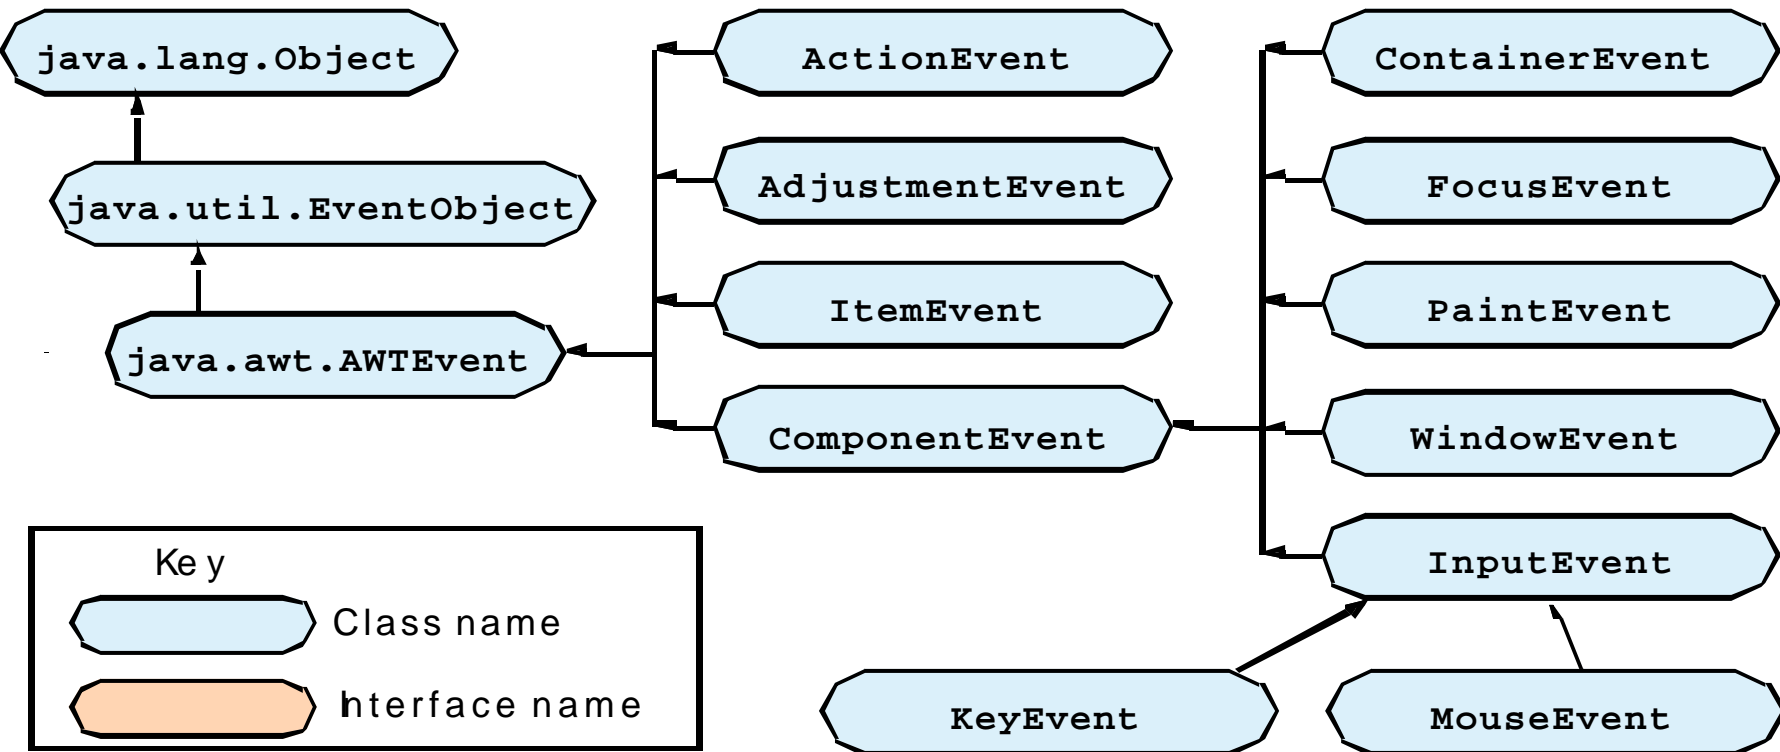 java.lang.Object
java.util.EventObject
java.awt.AWTEvent
ActionEvent
AdjustmentEvent
ItemEvent
ComponentEvent
ContainerEvent
FocusEvent
PaintEvent
WindowEvent
InputEvent
KeyEvent
MouseEvent
Key
Class name
Interface name